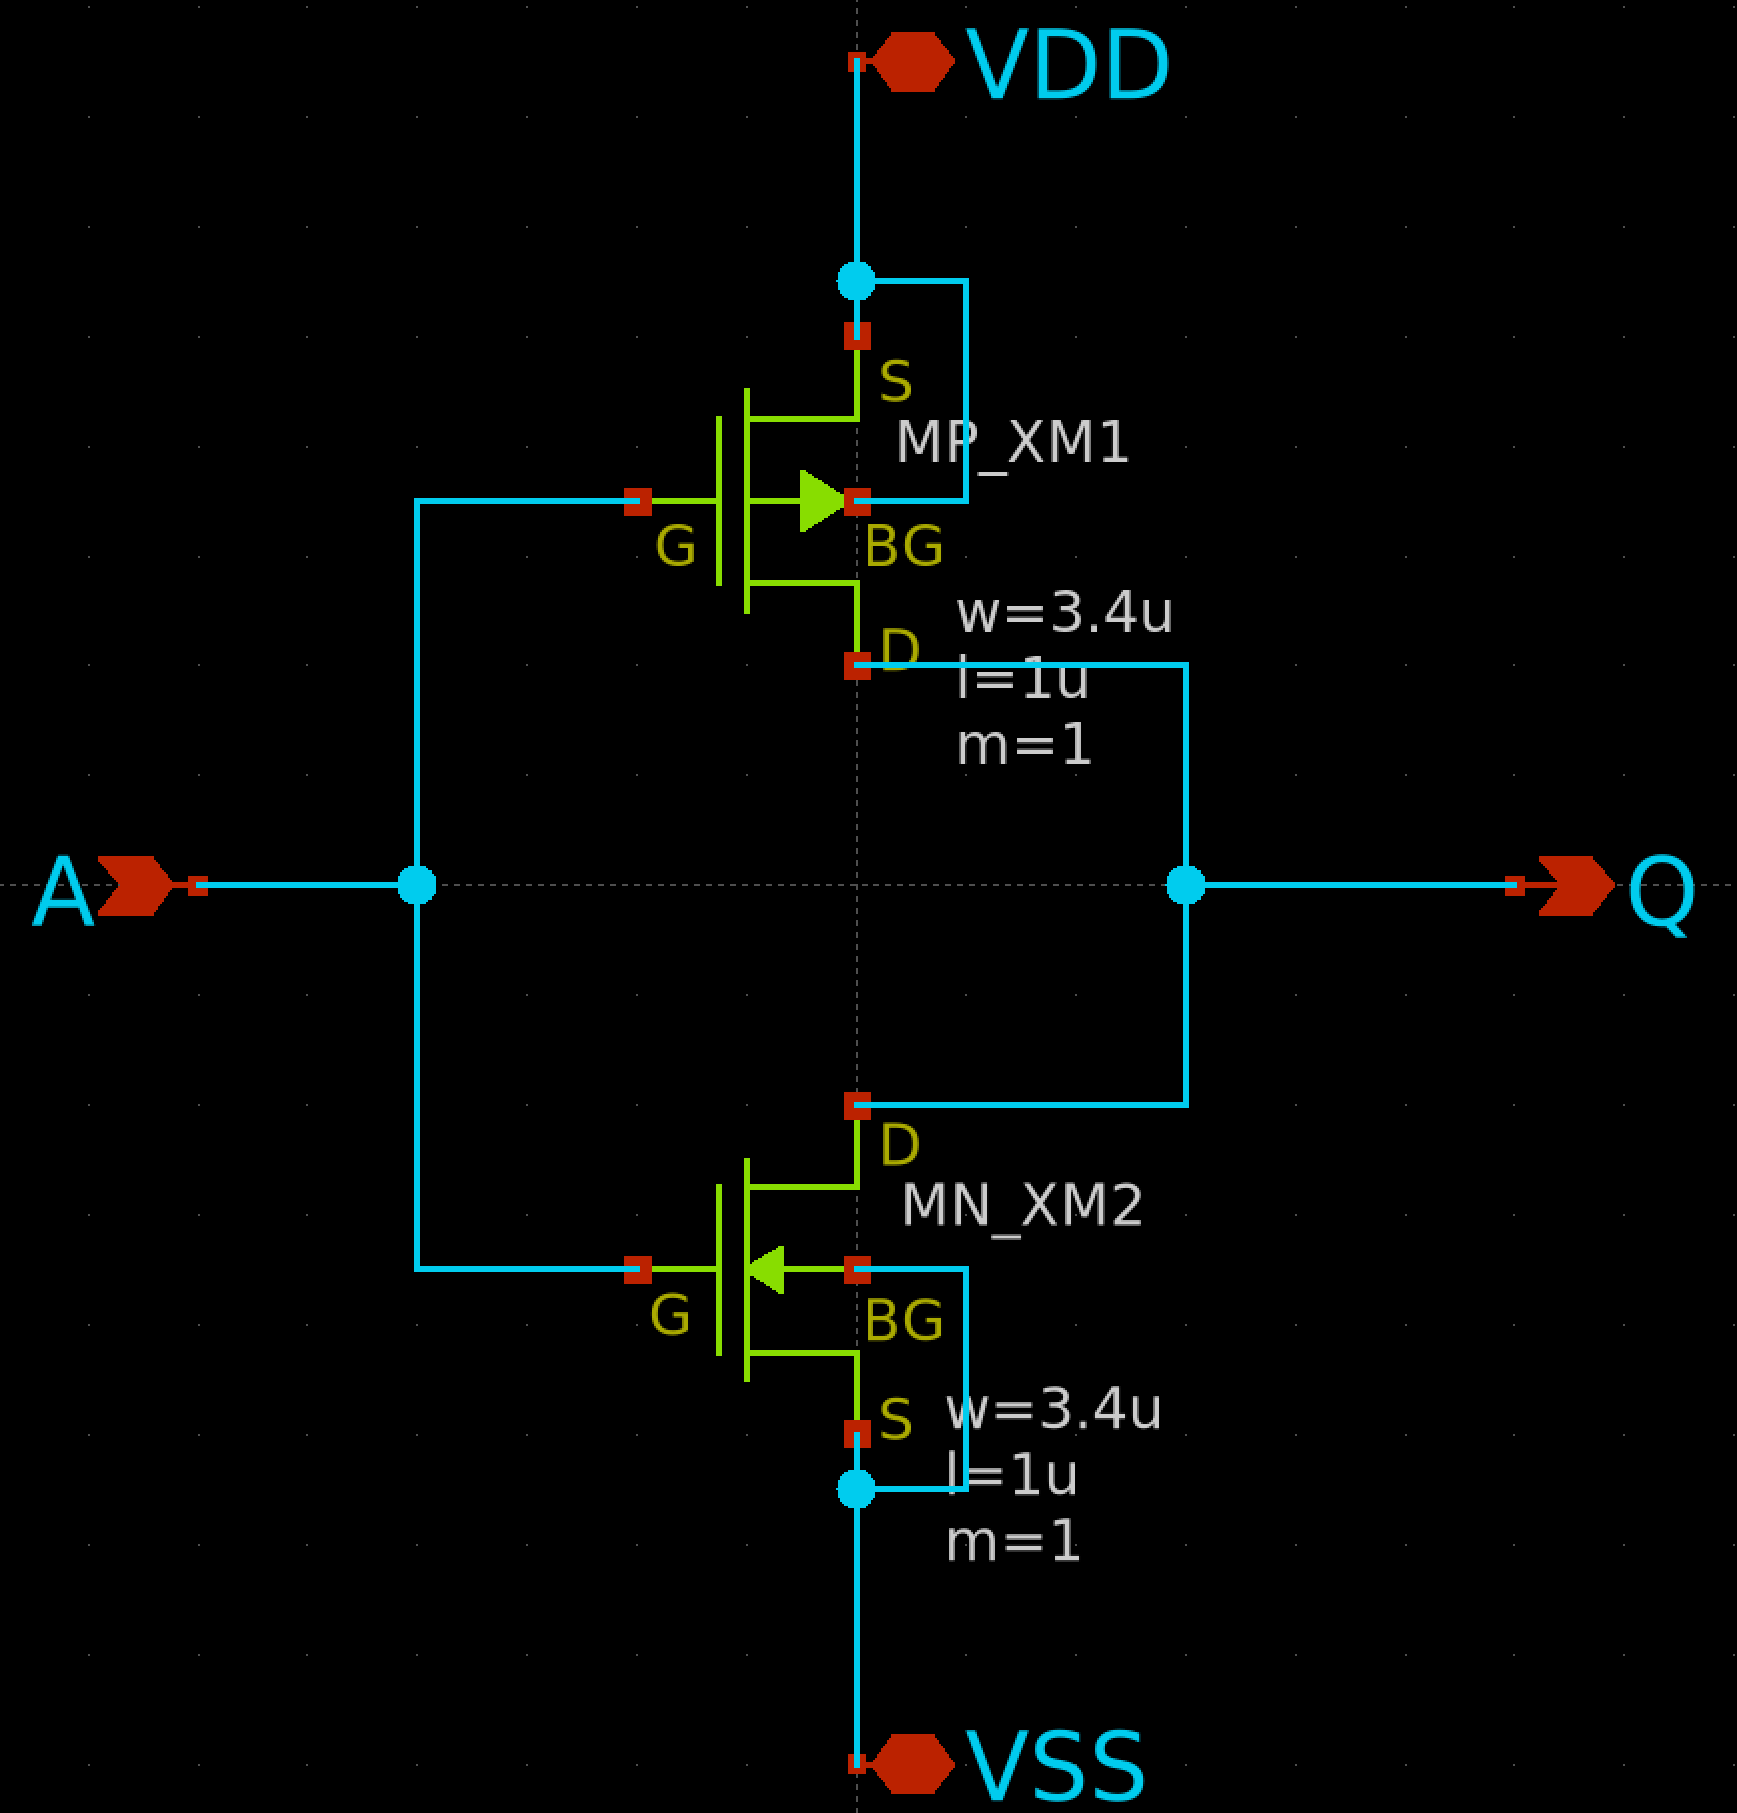 VDD
S
MP_XM1
G
BG
w=3.4u
D
l=1u
m=1
A
Q
D
MN_XM2
G
BG
S
w=3.4u
l=1u
m=1
VSS